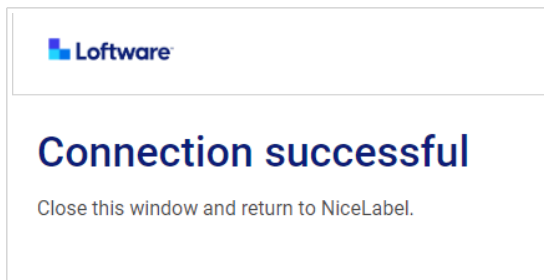 Loftware
Connection successful
Close this window and return to NiceLabel.